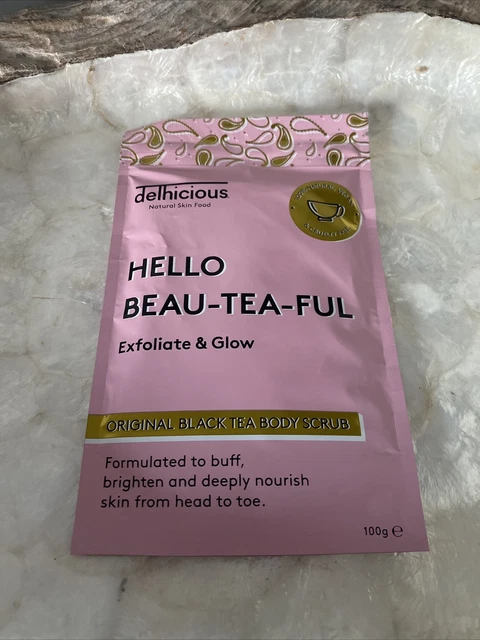 delhicious
Natural Skin Food
HELLO
BEAU-TEA-FUL
Exfoliate & Glow
ORIGINAL BLACK TEA BODY SCRUB
Formulated to buff,
brighten and deeply nourish
skin from head to toe.
100g ℮